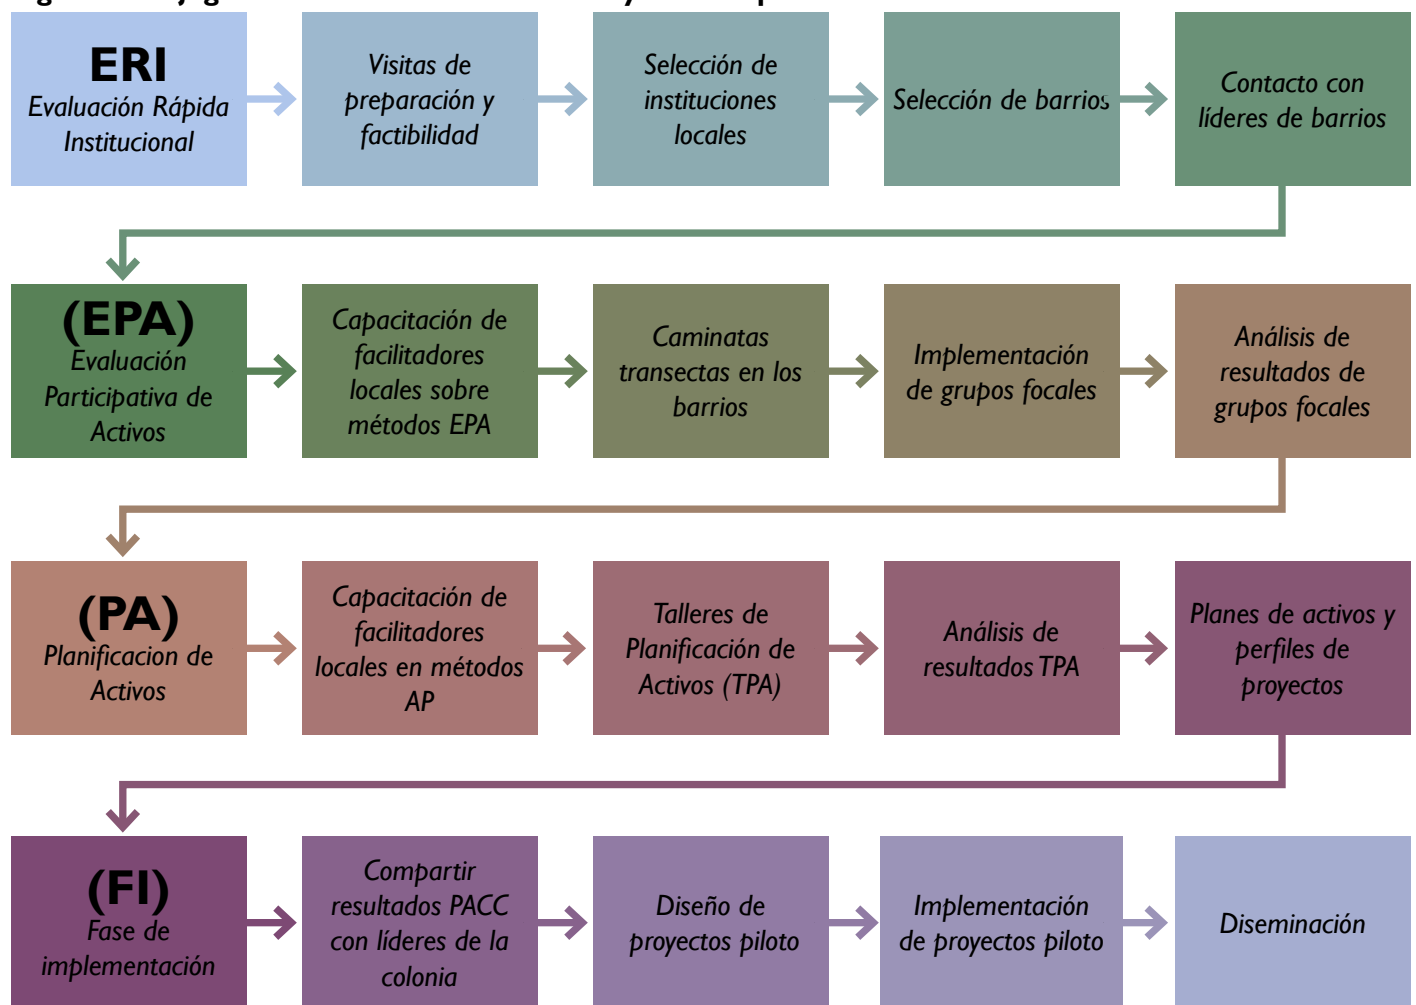 ERI
Evaluación Rápida
Institucional
Visitas de
preparación y
factibilidad
Selección de
instituciones
locales
Selección de barrios
Contacto con
líderes de barrios
(EPA)
Evaluación
Participativa de
Activos
Capacitación de
facilitadores
locales sobre
métodos EPA
Caminatas
transectas en los
barrios
Implementación
de grupos focales
Análisis de
resultados de
grupos focales
(PA)
Planificacion de
Activos
Capacitación de
facilitadores
locales en métodos
AP
Talleres de
Planificación de
Activos (TPA)
Análisis de
resultados TPA
Planes de activos y
perfiles de
proyectos
(FI)
Fase de
implementación
Compartir
resultados PACC
con líderes de la
colonia
Diseño de
proyectos piloto
Implementación
de proyectos piloto
Diseminación